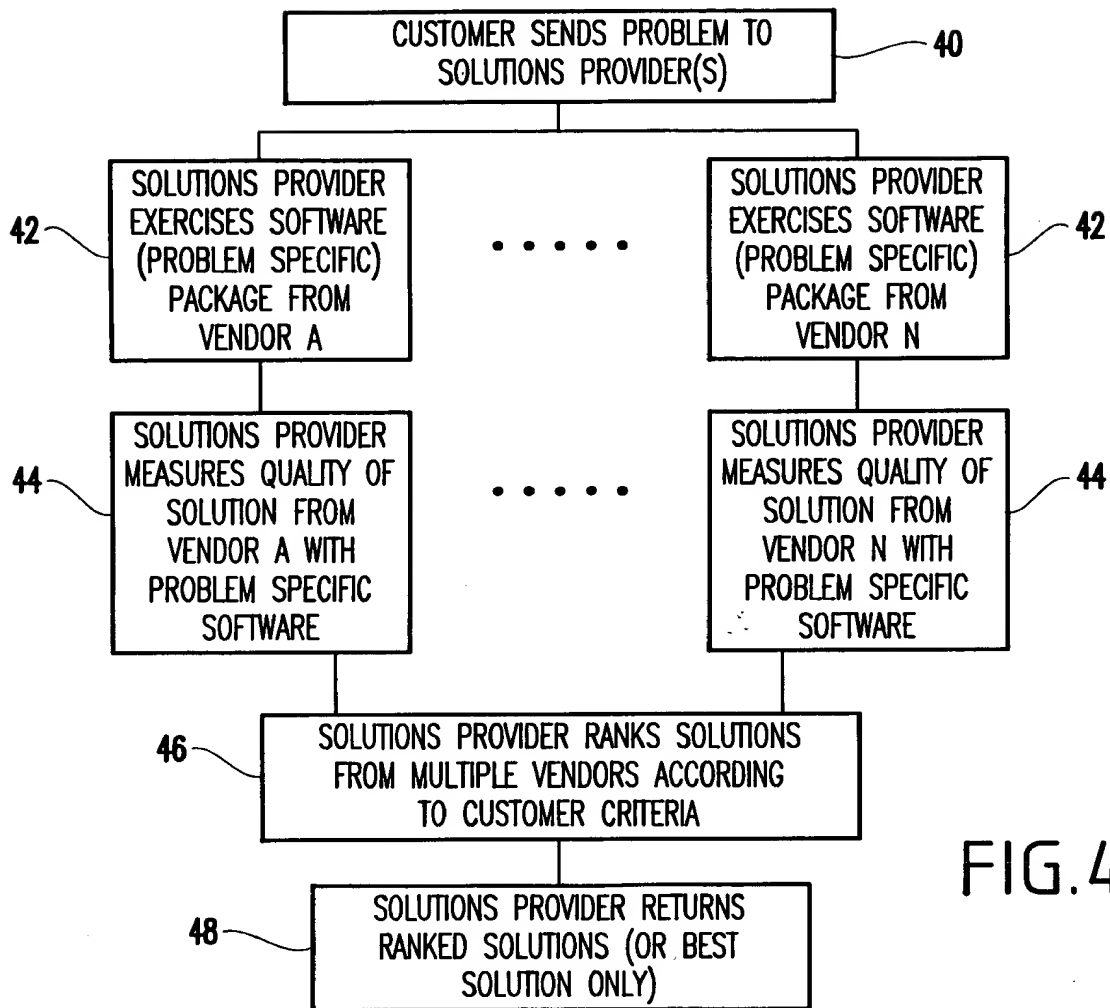 CUSTOMER SENDS PROBLEM TO
SOLUTIONS PROVIDER(S)
40
SOLUTIONS PROVIDER
EXERCISES SOFTWARE
(PROBLEM SPECIFIC)
PACKAGE FROM
VENDOR A
42
SOLUTIONS PROVIDER
EXERCISES SOFTWARE
(PROBLEM SPECIFIC)
PACKAGE FROM
VENDOR N
42
SOLUTIONS PROVIDER
MEASURES QUALITY OF
SOLUTION FROM
VENDOR A WITH
PROBLEM SPECIFIC
SOFTWARE
44
SOLUTIONS PROVIDER
MEASURES QUALITY OF
SOLUTION FROM
VENDOR N WITH
PROBLEM SPECIFIC
SOFTWARE
44
46
SOLUTIONS PROVIDER RANKS SOLUTIONS
FROM MULTIPLE VENDORS ACCORDING
TO CUSTOMER CRITERIA
FIG.4
48
SOLUTIONS PROVIDER RETURNS
RANKED SOLUTIONS (OR BEST
SOLUTION ONLY)